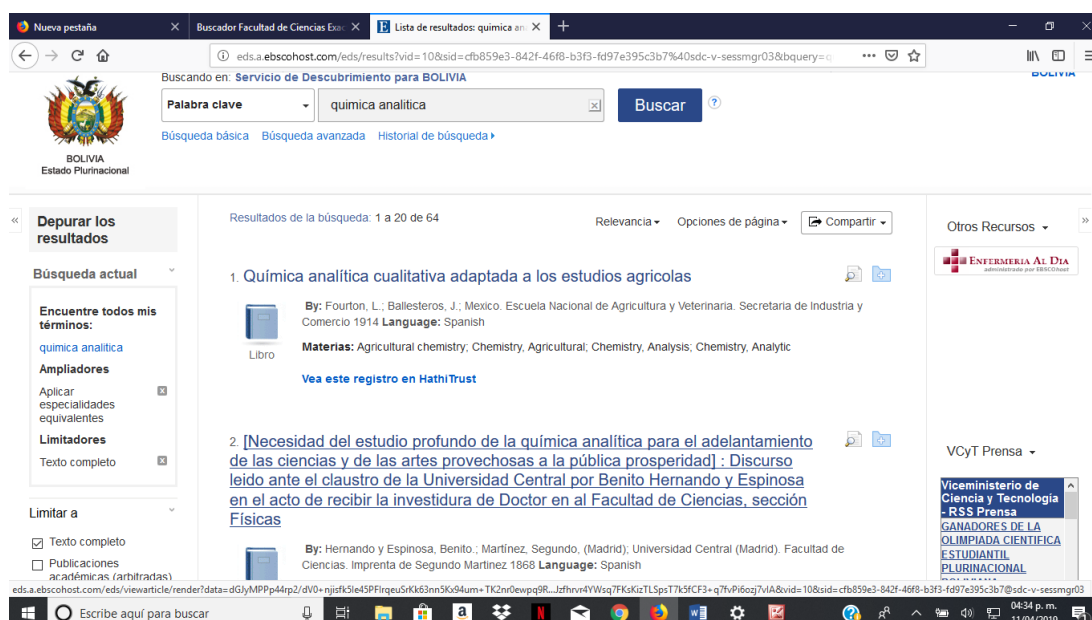 Nueva pestaña
Buscador Facultad de Ciencias Exac
Lista de resultados: quimica an
eds.a.ebscohost.com/eds/results?vid=10&sid=cfb859e3-842f-46f8-b3f3-fd97e395c3b7%40sdc-v-sessmgr03&bquery=q
Buscando en: Servicio de Descubrimiento para BOLIVIA
BOLIVIA
Palabra clave
quimica analitica
Buscar
Búsqueda básica Búsqueda avanzada Historial de búsqueda
BOLIVIA
Estado Plurinacional
Depurar los
resultados
Búsqueda actual
Encuentre todos mis
términos:
quimica analitica
Ampliadores
Aplicar
especialidades
equivalentes
Limitadores
Texto completo
Limitar a
Texto completo
Publicaciones
académicas (arbitradas)
Resultados de la búsqueda: 1 a 20 de 64
Relevancia Opciones de página Compartir
1. Química analítica cualitativa adaptada a los estudios agricolas
Libro
By: Fourton, L.; Ballesteros, J.; Mexico. Escuela Nacional de Agricultura y Veterinaria. Secretaria de Industria y
Comercio 1914 Language: Spanish
Materias: Agricultural chemistry; Chemistry, Agricultural; Chemistry, Analysis; Chemistry, Analytic
Vea este registro en HathiTrust
2. [Necesidad del estudio profundo de la química analítica para el adelantamiento
de las ciencias y de las artes provechosas a la pública prosperidad] : Discurso
leido ante el claustro de la Universidad Central por Benito Hernando y Espinosa
en el acto de recibir la investidura de Doctor en al Facultad de Ciencias, sección
Físicas
By: Hernando y Espinosa, Benito.; Martínez, Segundo, (Madrid); Universidad Central (Madrid). Facultad de
Ciencias. Imprenta de Segundo Martinez 1868 Language: Spanish
Otros Recursos
ENFERMERIA AL DIA
administrada por EBSCOhost
VCyT Prensa
Viceministerio de
Ciencia y Tecnología
- RSS Prensa
GANADORES DE LA
OLIMPIADA CIENTIFICA
ESTUDIANTIL
PLURINACIONAL
Escribe aquí para buscar
04:34 p. m.
11/04/2019